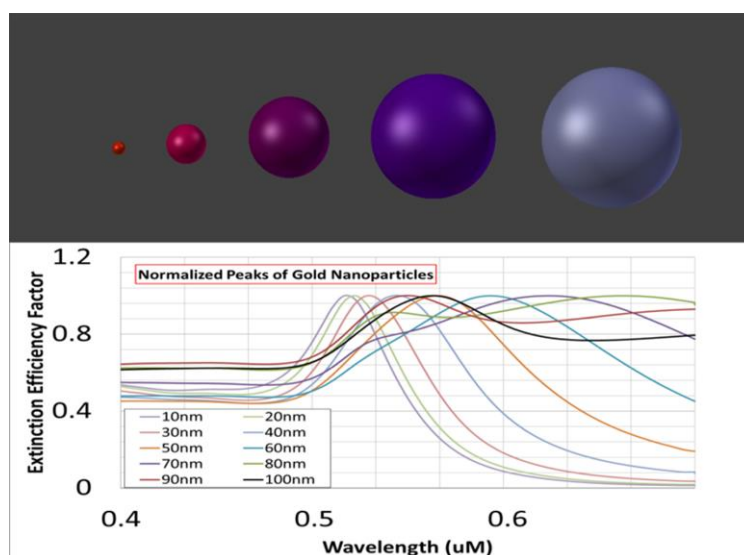 1.2
Normalized Peaks of Gold Nanoparticles
Extinction Efficiency Factor
0.8
0.4
0
10nm 20nm
30nm 40nm
50nm 60nm
70nm 80nm
90nm 100nm
0.4 0.5 0.6
Wavelength (uM)